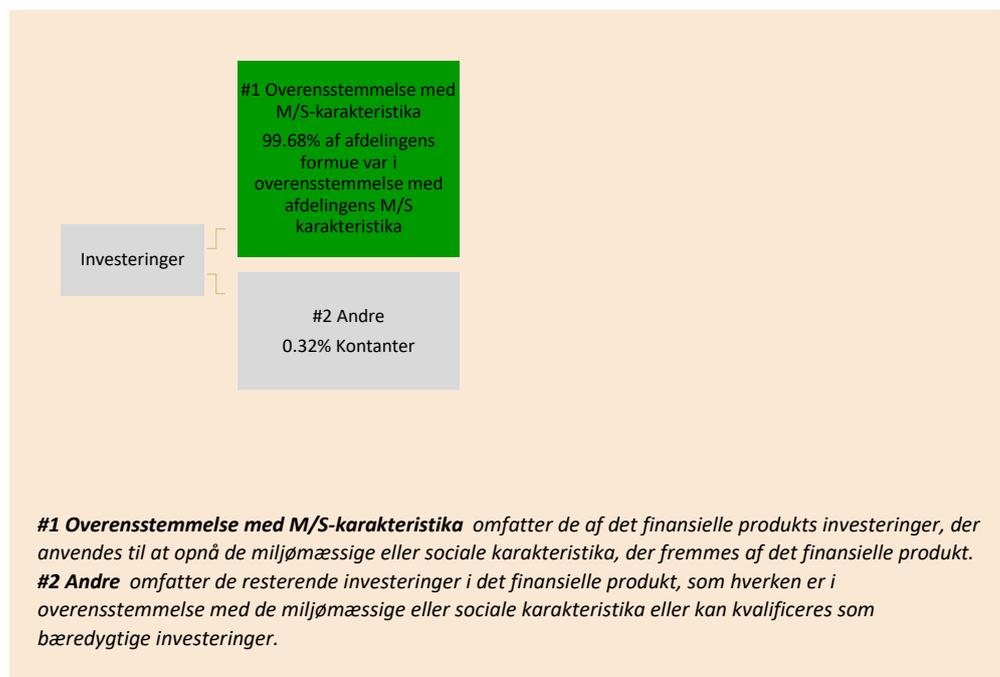 #1 Overensstemmelse med
M/S-karakteristika
99.68% af afdelingens
formue var i
overensstemmelse med
afdelingens M/S
karakteristika
Investeringer
#2 Andre
0.32% Kontanter
#1 Overensstemmelse med M/S-karakteristika omfatter de af det finansielle produkts investeringer, der
anvendes til at opnå de miljømæssige eller sociale karakteristika, der fremmes af det finansielle produkt.
#2 Andre omfatter de resterende investeringer i det finansielle produkt, som hverken er i
overensstemmelse med de miljømæssige eller sociale karakteristika eller kan kvalificeres som
bæredygtige investeringer.